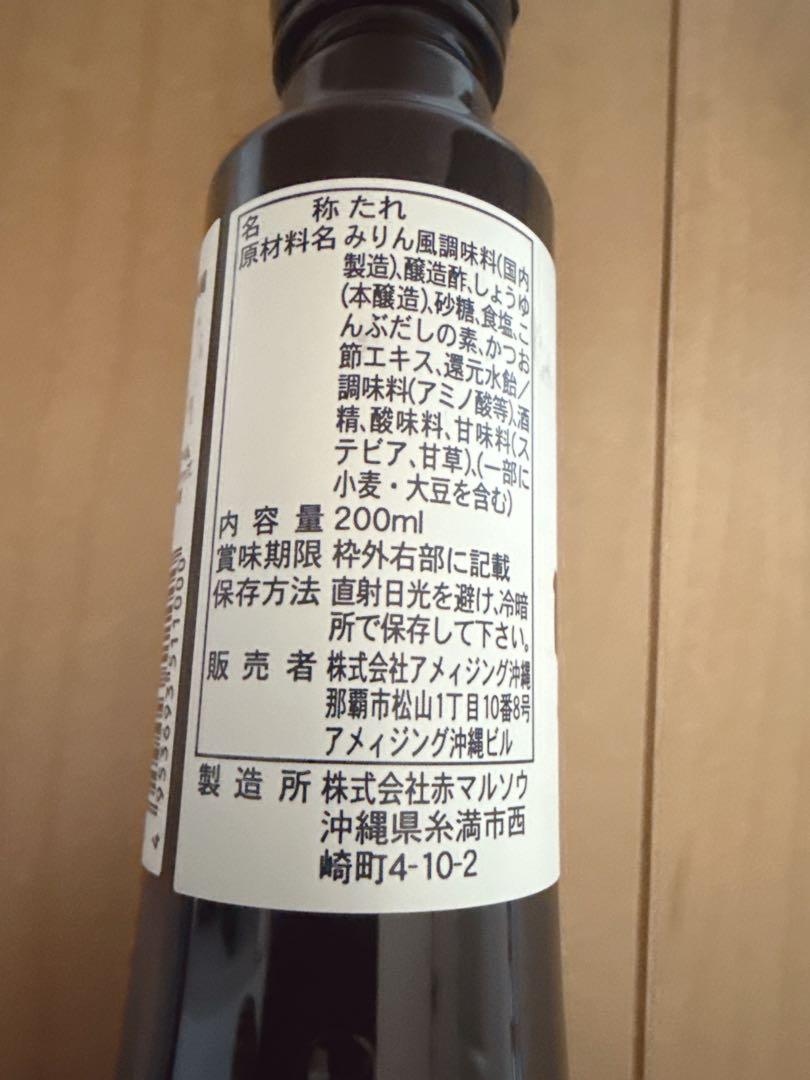 名称 たれ
原材料名 みりん風調味料(国内
製造)、醸造酢、しょうゆ
(本醸造)、砂糖、食塩、こ
んぶだしの素、かつお
節エキス、還元水飴/
調味料(アミノ酸等)、酒
精、酸味料、甘味料(ス
テビア、甘草)、(一部に
小麦・大豆を含む)
内容量 200ml
賞味期限 枠外右部に記載
保存方法 直射日光を避け、冷暗
所で保存して下さい。
販売者 株式会社アメィジング沖縄
那覇市松山1丁目10番8号
アメィジング沖縄ビル
製造所 株式会社赤マルソウ
沖縄県糸満市西
崎町4-10-2